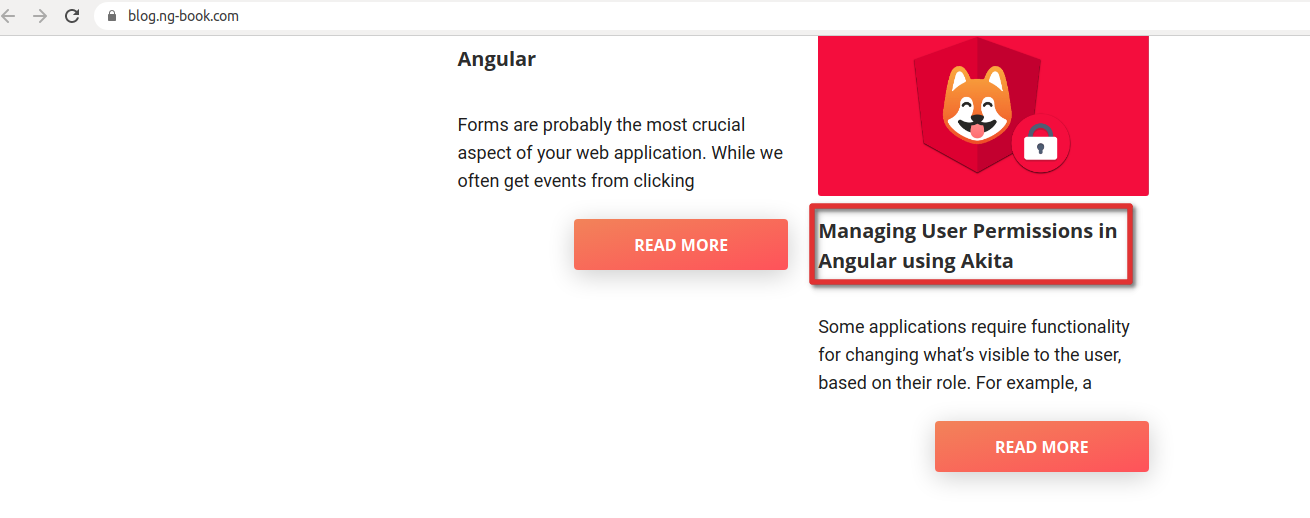 blog.ng-book.com
Angular
Forms are probably the most crucial
aspect of your web application. While we
often get events from clicking
READ MORE
Managing User Permissions in
Angular using Akita
Some applications require functionality
for changing what’s visible to the user,
based on their role. For example, a
READ MORE